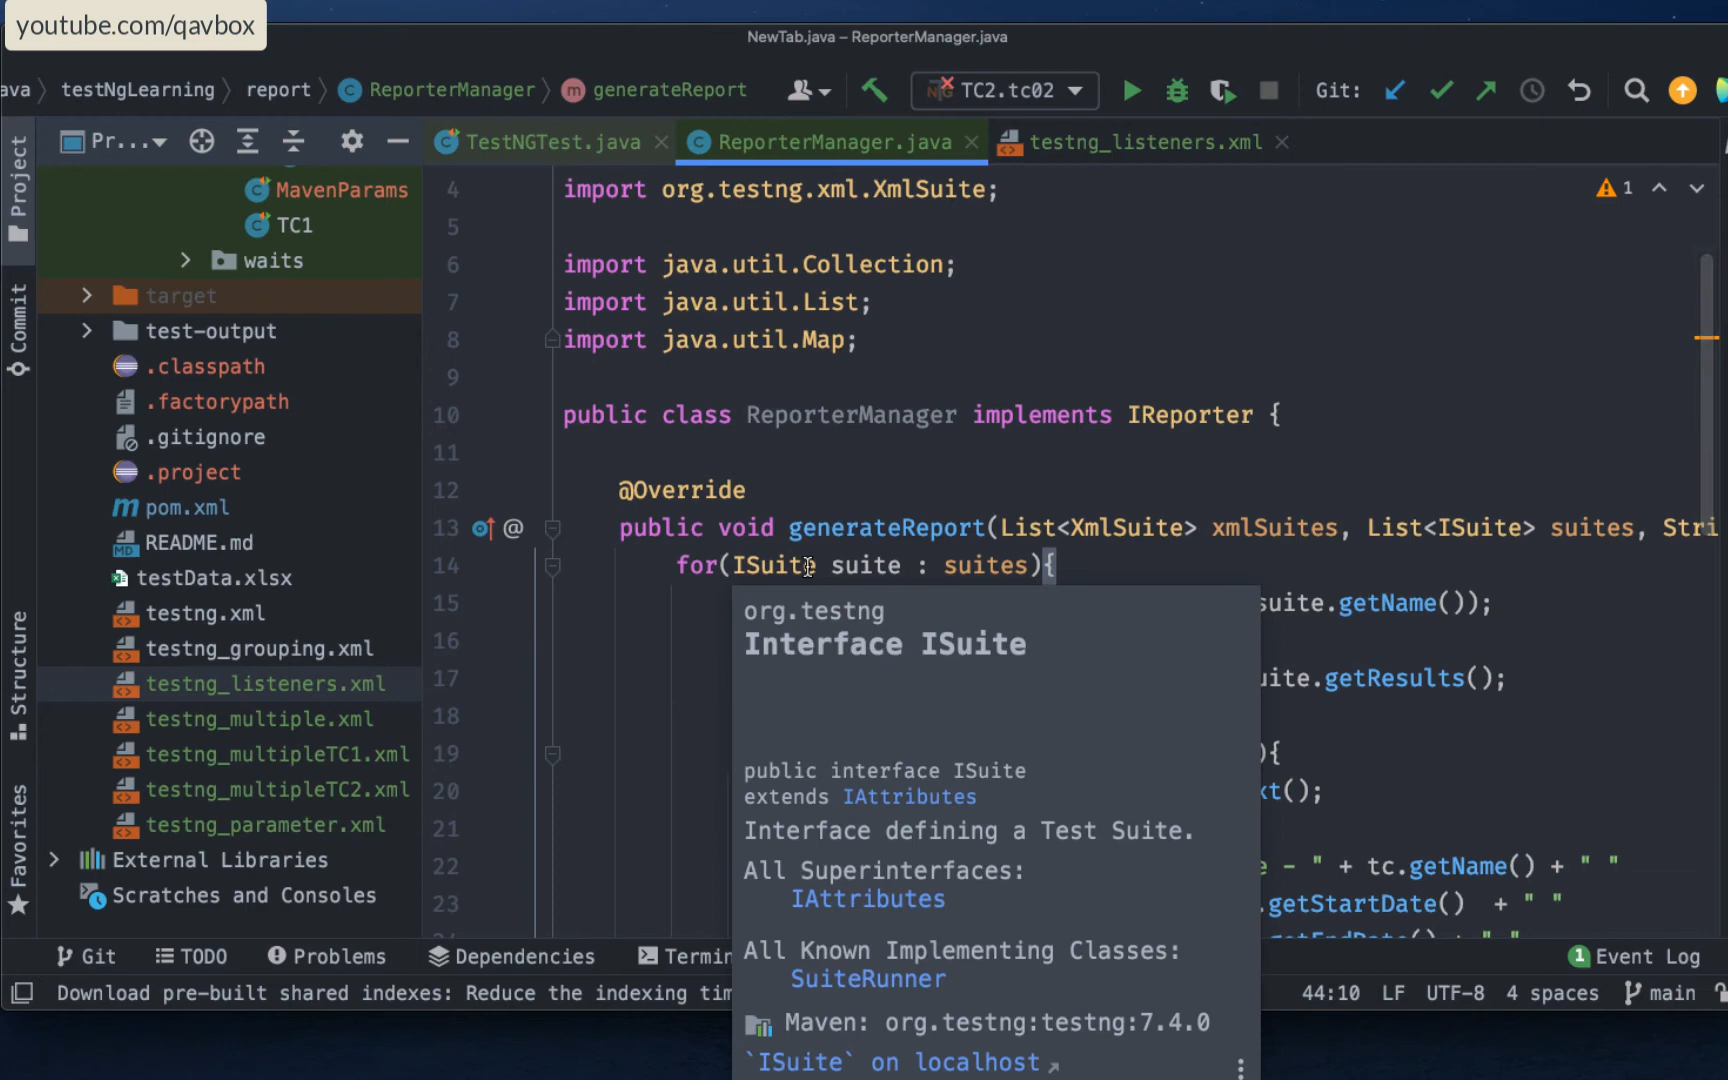 youtube.com/qavbox
NewTab.java – ReporterManager.java
ava
testNgLearning
report
ReporterManager
generateReport
TC2.tc02
Git:
Pr...
TestNGTest.java
ReporterManager.java
testng_listeners.xml
Project
Commit
Structure
Favorites
MavenParams
TC1
waits
target
test-output
.classpath
.factorypath
.gitignore
.project
pom.xml
README.md
testData.xlsx
testng.xml
testng_grouping.xml
testng_listeners.xml
testng_multiple.xml
testng_multipleTC1.xml
testng_multipleTC2.xml
testng_parameter.xml
External Libraries
Scratches and Consoles
1
4 import org.testng.xml.XmlSuite;
5
6 import java.util.Collection;
7 import java.util.List;
8 import java.util.Map;
9
10 public class ReporterManager implements IReporter {
11
12 @Override
13 @ public void generateReport(List<XmlSuite> xmlSuites, List<ISuite> suites, Stri
14 for(ISuite suite : suites){
15 suite.getName());
16
17 uite.getResults();
18
19 ){
20 xt();
21
22 e - " + tc.getName() + " "
23 .getStartDate() + " "
org.testng
Interface ISuite
public interface ISuite
extends IAttributes
Interface defining a Test Suite.
All Superinterfaces:
IAttributes
All Known Implementing Classes:
SuiteRunner
Maven: org.testng:testng:7.4.0
`ISuite` on localhost
Git
TODO
Problems
Dependencies
Termin
1 Event Log
Download pre-built shared indexes: Reduce the indexing tim
44:10
LF
UTF-8
4 spaces
main